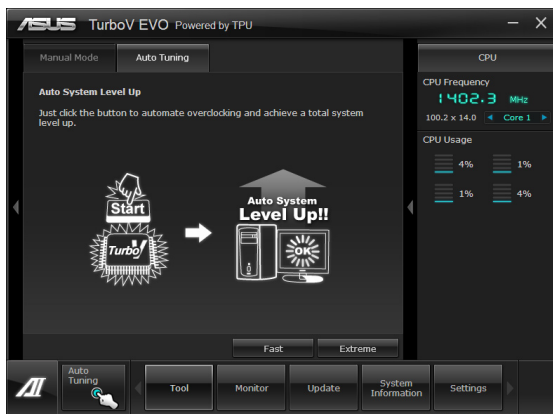 ASUS TurboV EVO Powered by TPU
Manual Mode
Auto Tuning
Auto System Level Up
Just click the button to automate overclocking and achieve a total system
level up.
Start
Turbo
Auto System
Level Up!!
OK
Fast
Extreme
CPU
CPU Frequency
1402.3 MHz
100.2 x 14.0 Core 1
CPU Usage
4% 1%
1% 4%
AI
Auto
Tuning
Tool
Monitor
Update
System
Information
Settings